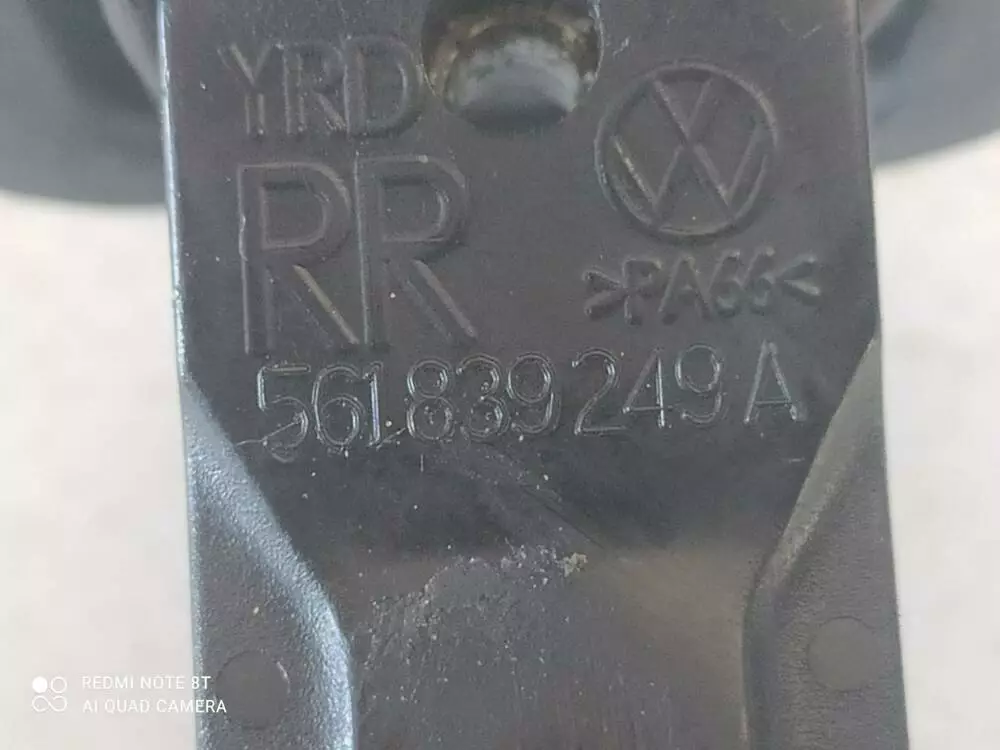 YRD
RR
>PA66<
561839249A
REDMI NOTE 8T
AI QUAD CAMERA